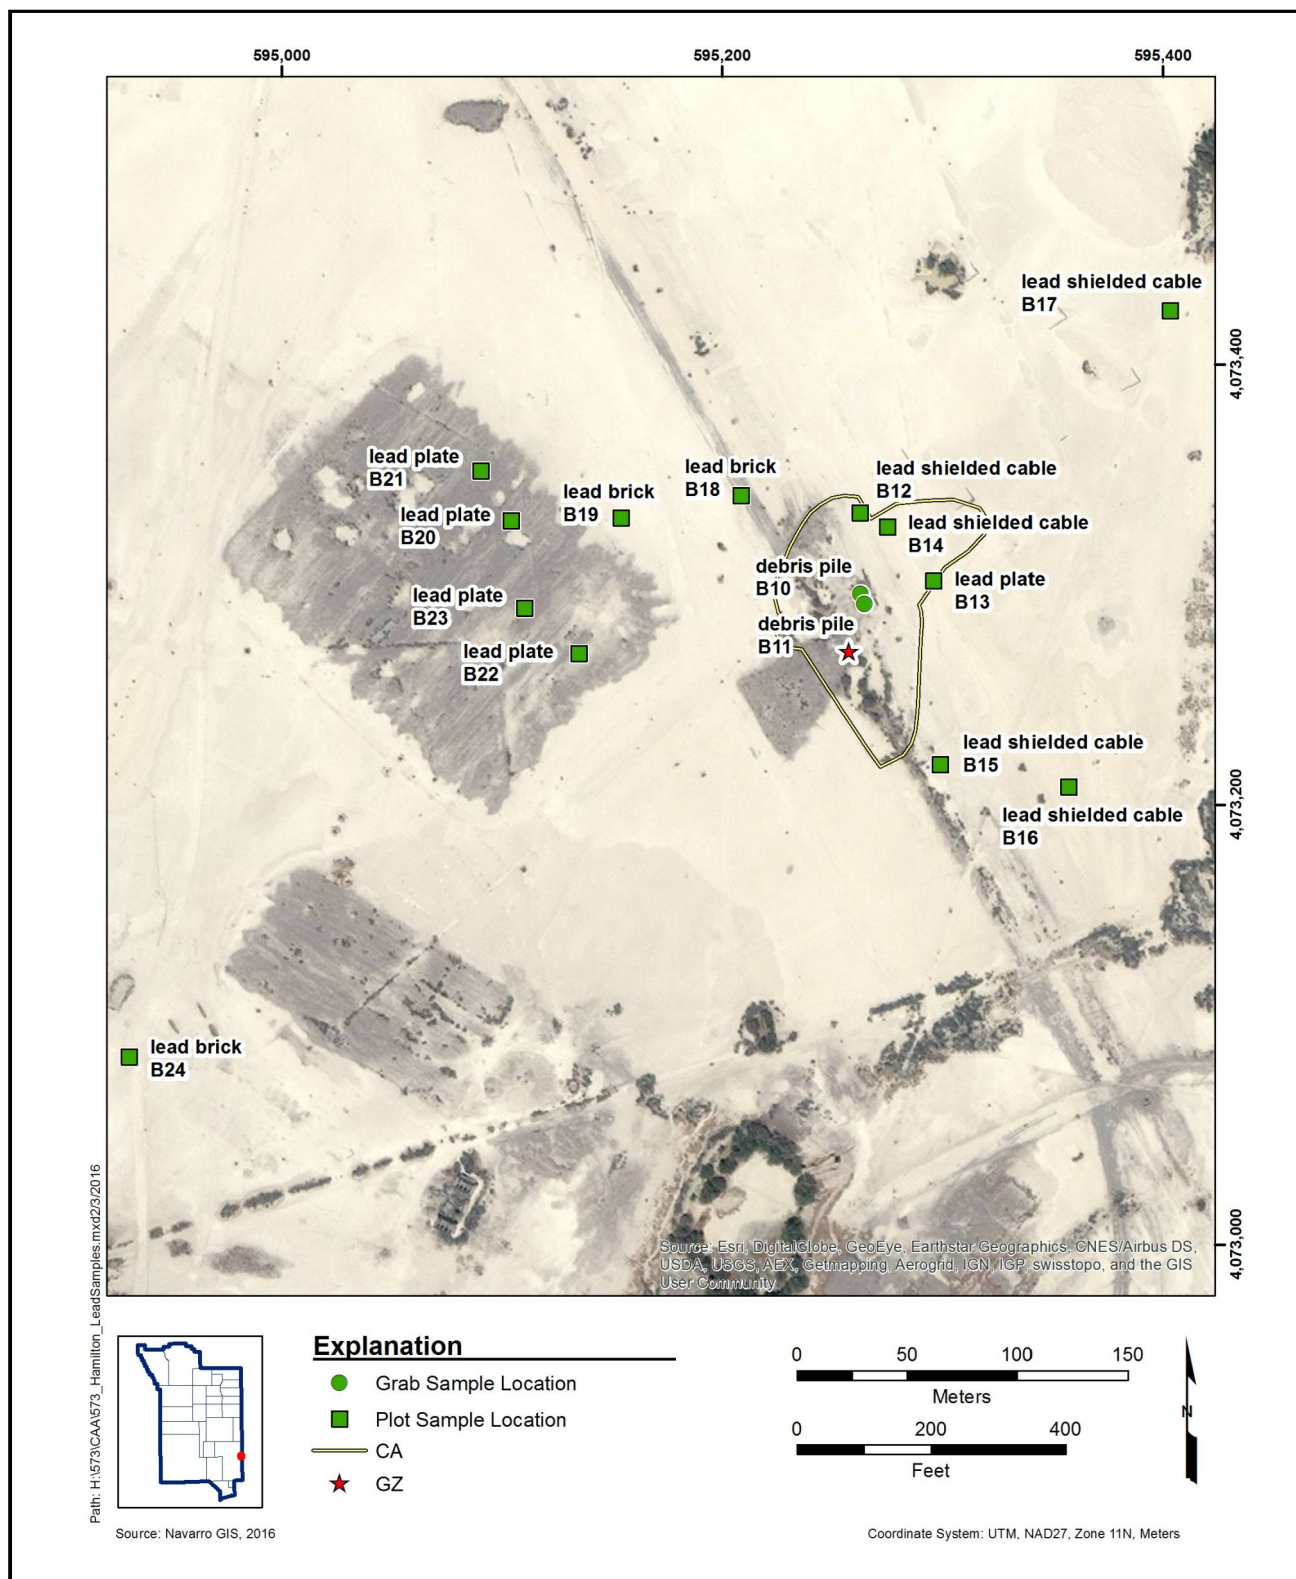 595,000
595,200
595,400
lead shielded cable
B17
4,073,400
lead plate
B21
lead brick
B18
lead shielded cable
B12
lead brick
B19
lead plate
B20
lead shielded cable
B14
debris pile
B10
lead plate
B13
lead plate
B23
debris pile
B11
lead plate
B22
lead shielded cable
B15
4,073,200
lead shielded cable
B16
lead brick
B24
4,073,000
Source: Esri, DigitalGlobe, GeoEye, Earthstar Geographics, CNES/Airbus DS,
USDA, USGS, AEX, Getmapping, Aerogrid, IGN, IGP, swisstopo, and the GIS
User Community
Path: H:\573\CAA\573_Hamilton_LeadSamples.mxd2/3/2016
Explanation
Grab Sample Location
Plot Sample Location
CA
GZ
0 50 100 150
Meters
0 200 400
Feet
N
Source: Navarro GIS, 2016
Coordinate System: UTM, NAD27, Zone 11N, Meters